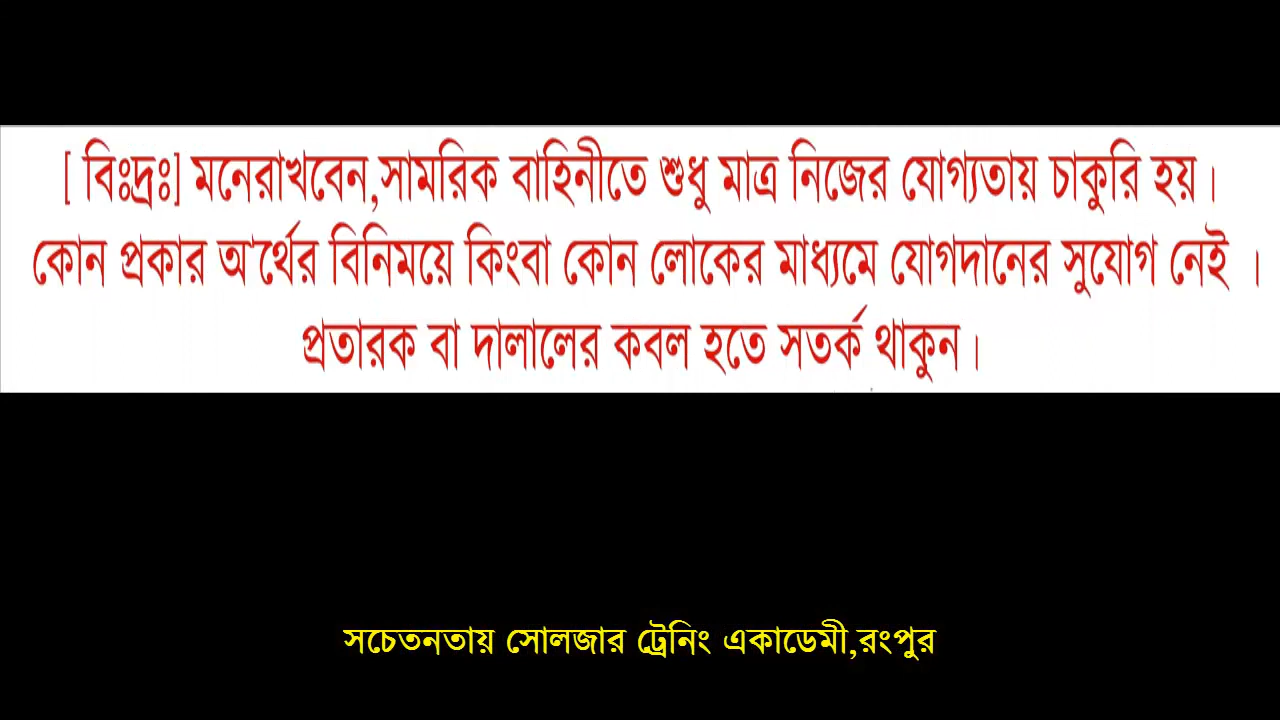 [ বিঃদ্রঃ] মনেরাখবেন,সামরিক বাহিনীতে শুধু মাত্র নিজের যোগ্যতায় চাকুরি হয়।
কোন প্রকার অর্থের বিনিময়ে কিংবা কোন লোকের মাধ্যমে যোগদানের সুযোগ নেই ।
প্রতারক বা দালালের কবল হতে সতর্ক থাকুন।
সচেতনতায় সোলজার ট্রেনিং একাডেমী,রংপুর